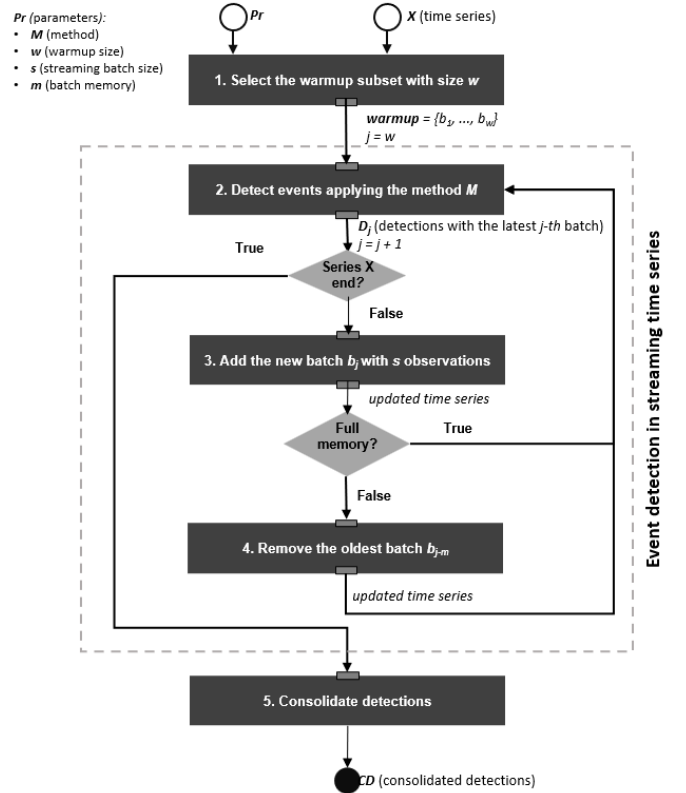 Pr (parameters):
• M (method)
• w (warmup size)
• s (streaming batch size)
• m (batch memory)
Pr
X (time series)
1. Select the warmup subset with size w
warmup = {b1, ..., bw}
j = w
2. Detect events applying the method M
Dj (detections with the latest j-th batch)
j = j + 1
True
Series X
end?
False
3. Add the new batch bj with s observations
updated time series
Full
memory?
True
False
4. Remove the oldest batch bj-m
updated time series
Event detection in streaming time series
5. Consolidate detections
CD (consolidated detections)